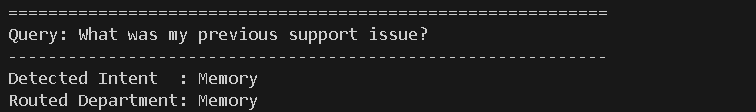 ============================================================
Query: What was my previous support issue?
------------------------------------------------------------
Detected Intent  : Memory
Routed Department: Memory